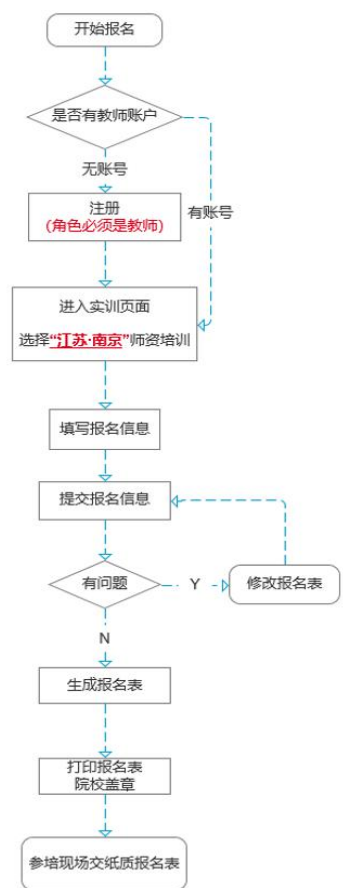 开始报名
是否有教师账户
无账号
有账号
注册
(角色必须是教师)
进入实训页面
选择“江苏·南京”师资培训
填写报名信息
提交报名信息
有问题
Y
修改报名表
N
生成报名表
打印报名表
院校盖章
参培现场交纸质报名表